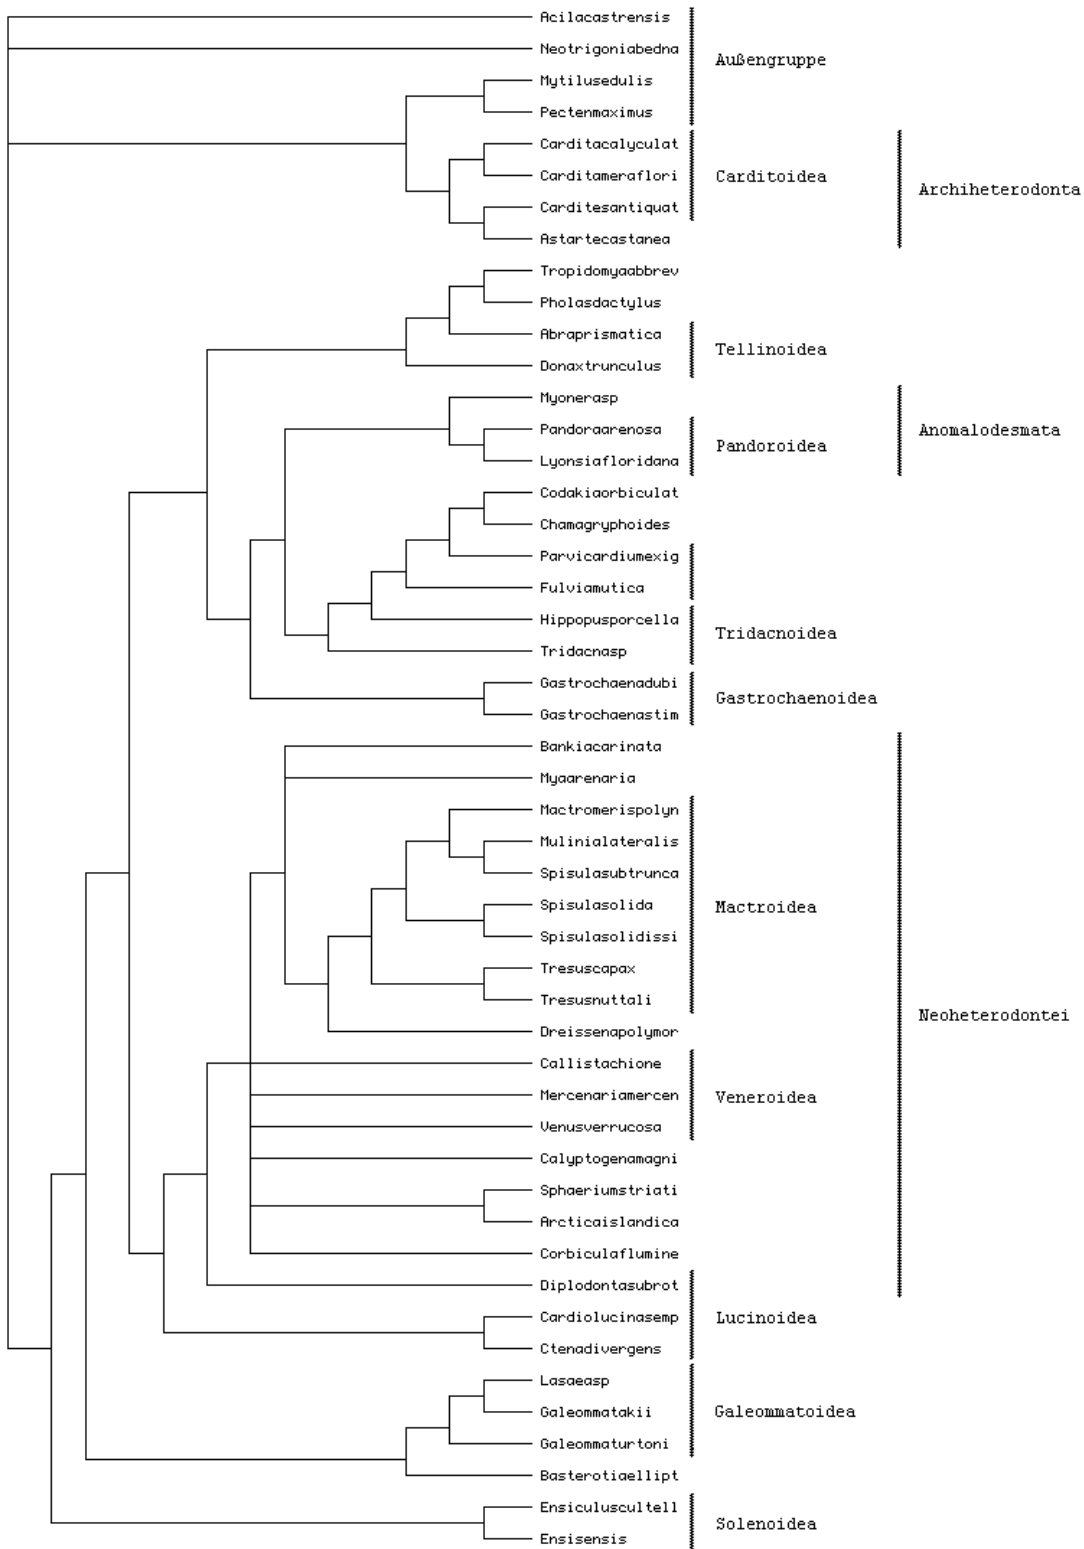 Acilacastrensis
Neotrigoniabedna
Außengruppe
Mytilusedulis
Pectenmaximus
Carditacalyculat
Carditameraflori
Carditoidea
Archiheterodonta
Carditesantiquat
Astartecastanea
Tropidomyaabbrev
Pholasdactylus
Abraprismatica
Tellinoidea
Donaxtrunculus
Myonerasp
Pandoraarenosa
Anomalodesmata
Pandoroidea
Lyonsiafloridana
Codakiaorbiculat
Chamagryphoides
Parvicardiumexig
Fulviamutica
Hippopusporcella
Tridacnoidea
Tridacnasp
Gastrochaenadubi
Gastrochaenoidea
Gastrochaenastim
Bankiacarinata
Myaarenaria
Mactromerispolyn
Mulinialateralis
Spisulasubtrunca
Spisulasolida
Mactroidea
Spisulasolidissi
Tresuscapax
Tresusnuttali
Neoheterodontei
Dreissenapolymor
Callistachione
Mercenariamercen
Veneroidea
Venusverrucosa
Calyptogenamagni
Sphaeriumstriati
Arcticaislandica
Corbiculaflumine
Diplodontasubrot
Cardiolucinasemp
Lucinoidea
Ctenadivergens
Lasaeasp
Galeommatakii
Galeommatoidea
Galeommaturtoni
Basterotiaellipt
Ensiculuscultell
Solenoidea
Ensisensis